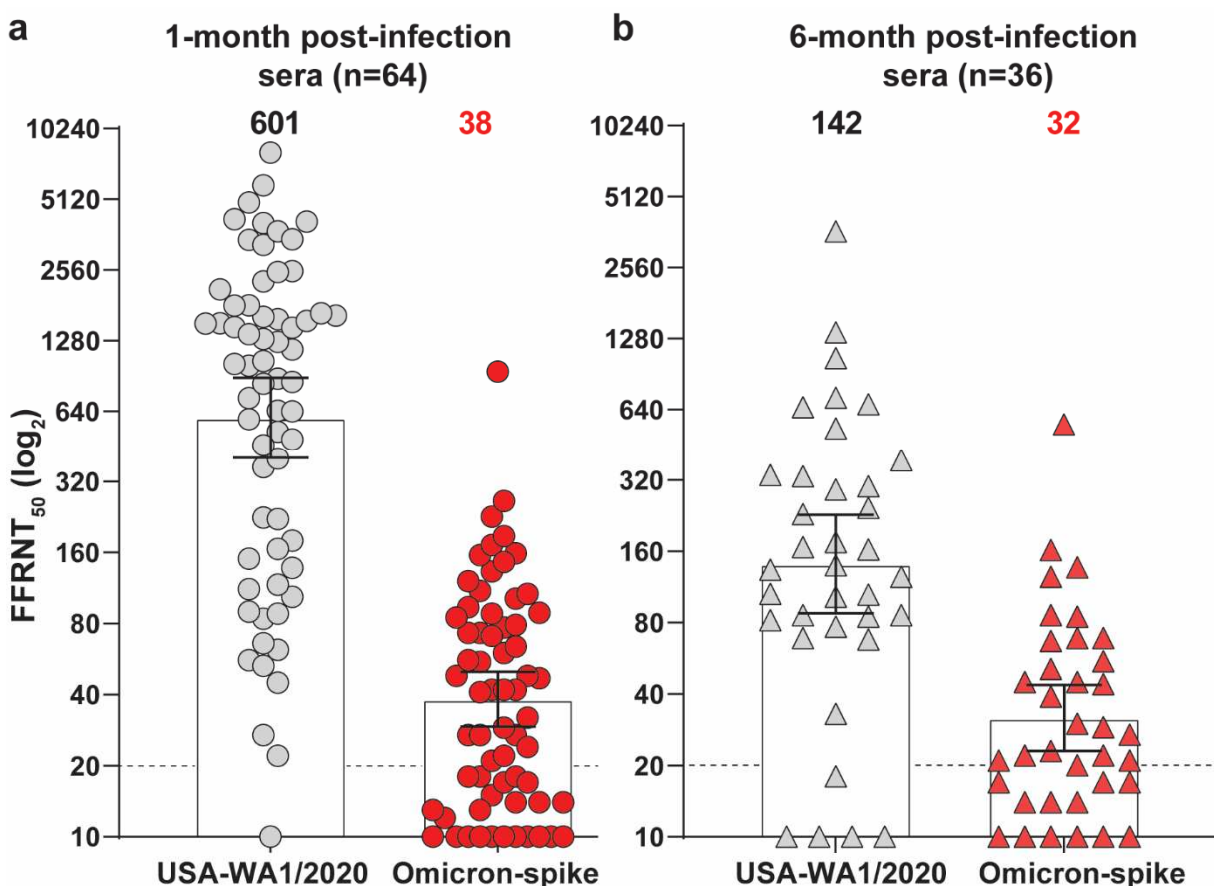 a
1-month post-infection
sera (n=64)
601
38
FFRNT50 (log2)
10240
5120
2560
1280
640
320
160
80
40
20
10
USA-WA1/2020
Omicron-spike
b
6-month post-infection
sera (n=36)
142
32
10240
5120
2560
1280
640
320
160
80
40
20
10
USA-WA1/2020
Omicron-spike